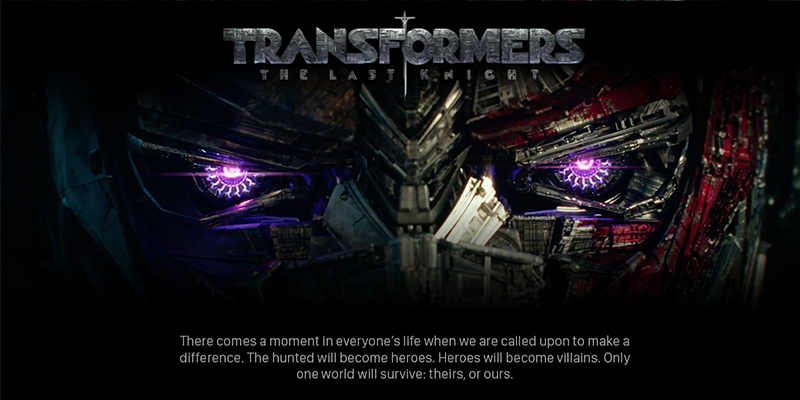 TRANSFORMERS
THE LAST KNIGHT
There comes a moment in everyone's life when we are called upon to make a
difference. The hunted will become heroes. Heroes will become villains. Only
one world will survive: theirs, or ours.